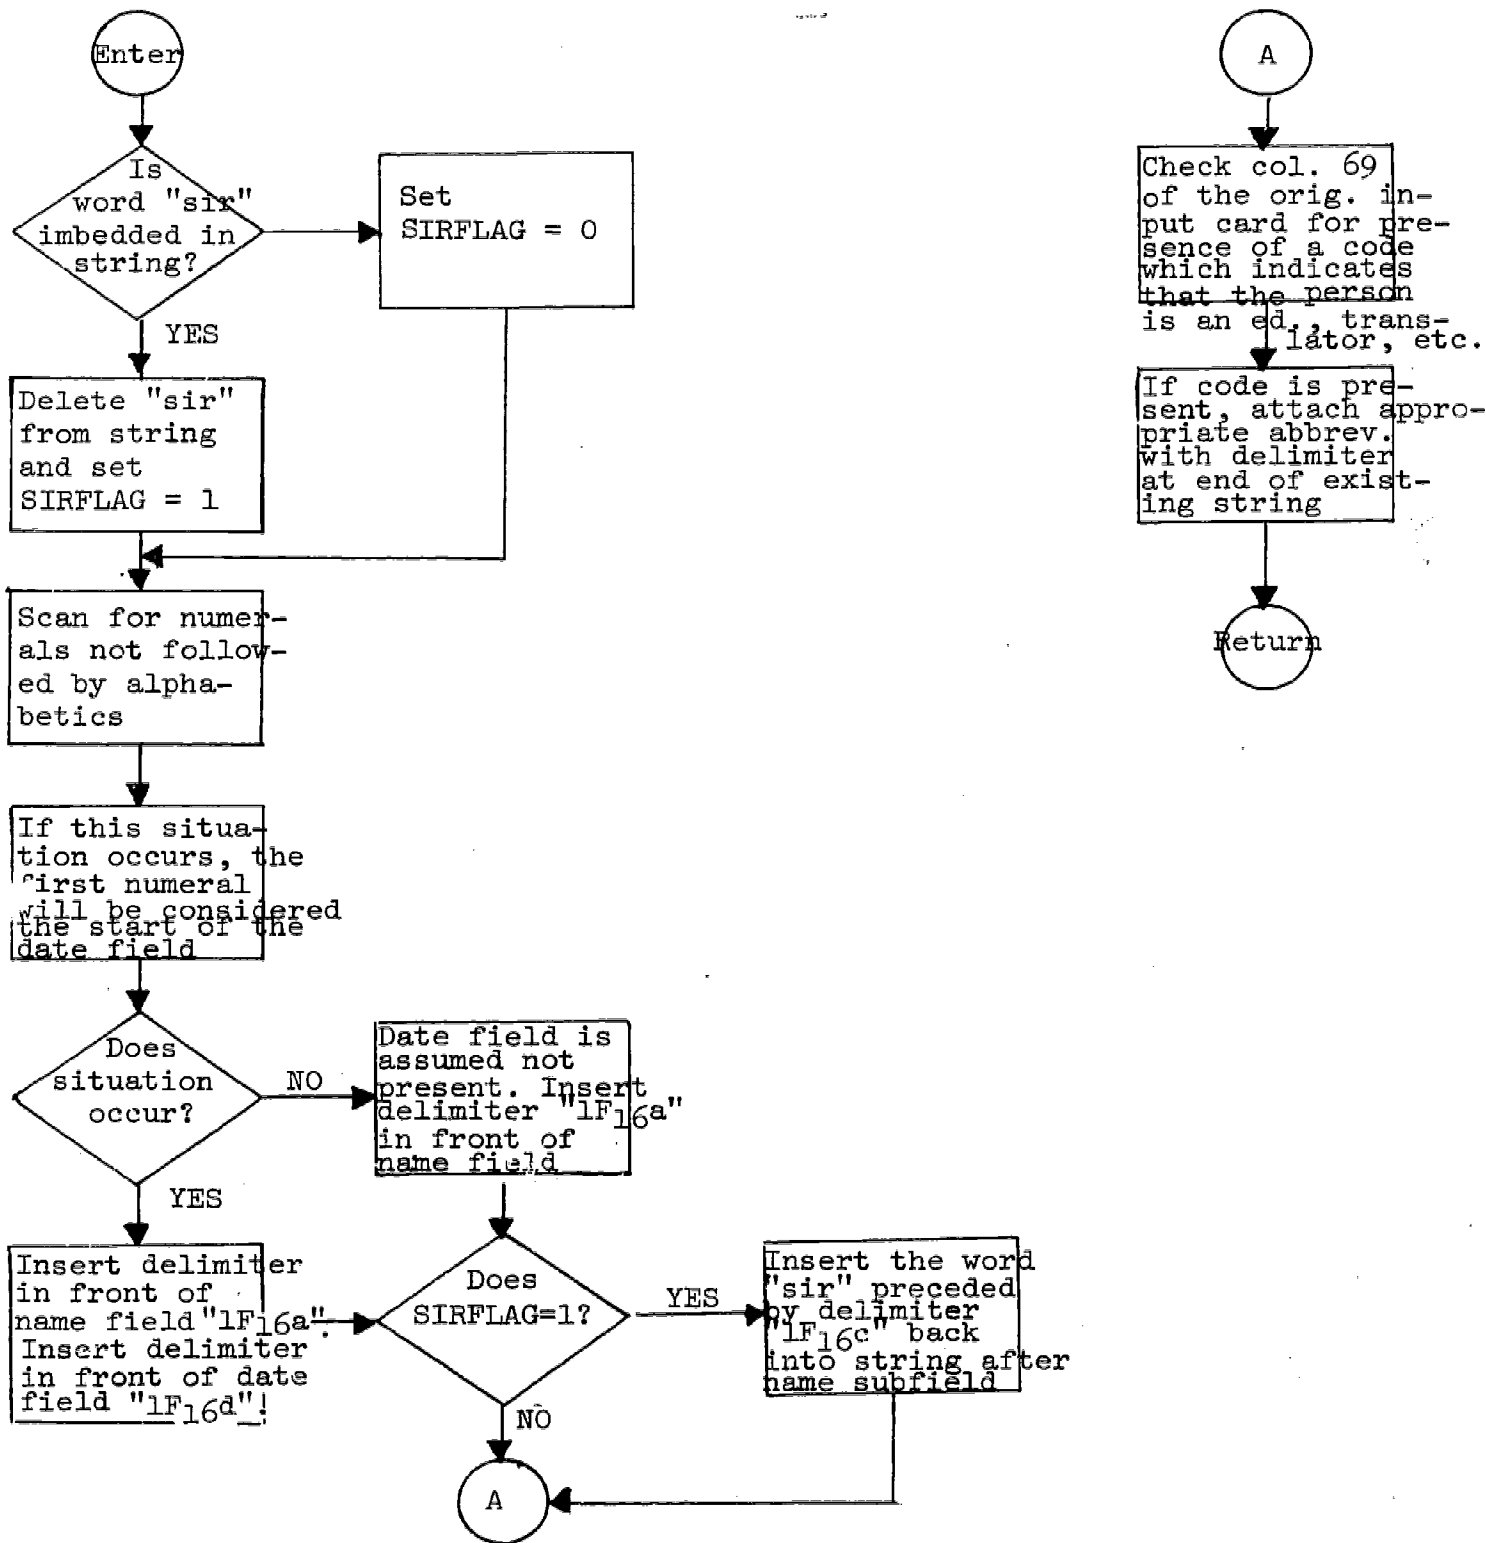 Enter
Is
word "sir"
imbedded in
string?
Set
SIRFLAG = 0
YES
Delete "sir"
from string
and set
SIRFLAG = 1
Scan for numer-
als not follow-
ed by alpha-
betics
If this situa-
tion occurs, the
first numeral
will be considered
the start of the
date field
Does
situation
occur?
NO
Date field is
assumed not
present. Insert
delimiter "1F16a"
in front of
name field
YES
Insert delimiter
in front of
name field "1F16a".
Insert delimiter
in front of date
field "1F16d"!
Does
SIRFLAG=1?
YES
Insert the word
"sir" preceded
by delimiter
"1F16c" back
into string after
name subfield
NO
A
A
Check col. 69
of the orig. in-
put card for pre-
sence of a code
which indicates
that the person
is an ed., trans-
lator, etc.
If code is pre-
sent, attach appro-
priate abbrev.
with delimiter
at end of exist-
ing string
Return